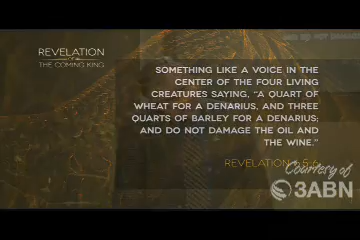 REVELATION
OF
THE COMING KING
SOMETHING LIKE A VOICE IN THE
CENTER OF THE FOUR LIVING
CREATURES SAYING, “A QUART OF
WHEAT FOR A DENARIUS, AND THREE
QUARTS OF BARLEY FOR A DENARIUS;
AND DO NOT DAMAGE THE OIL AND
THE WINE.”
REVELATION
Courtesy of
3ABN